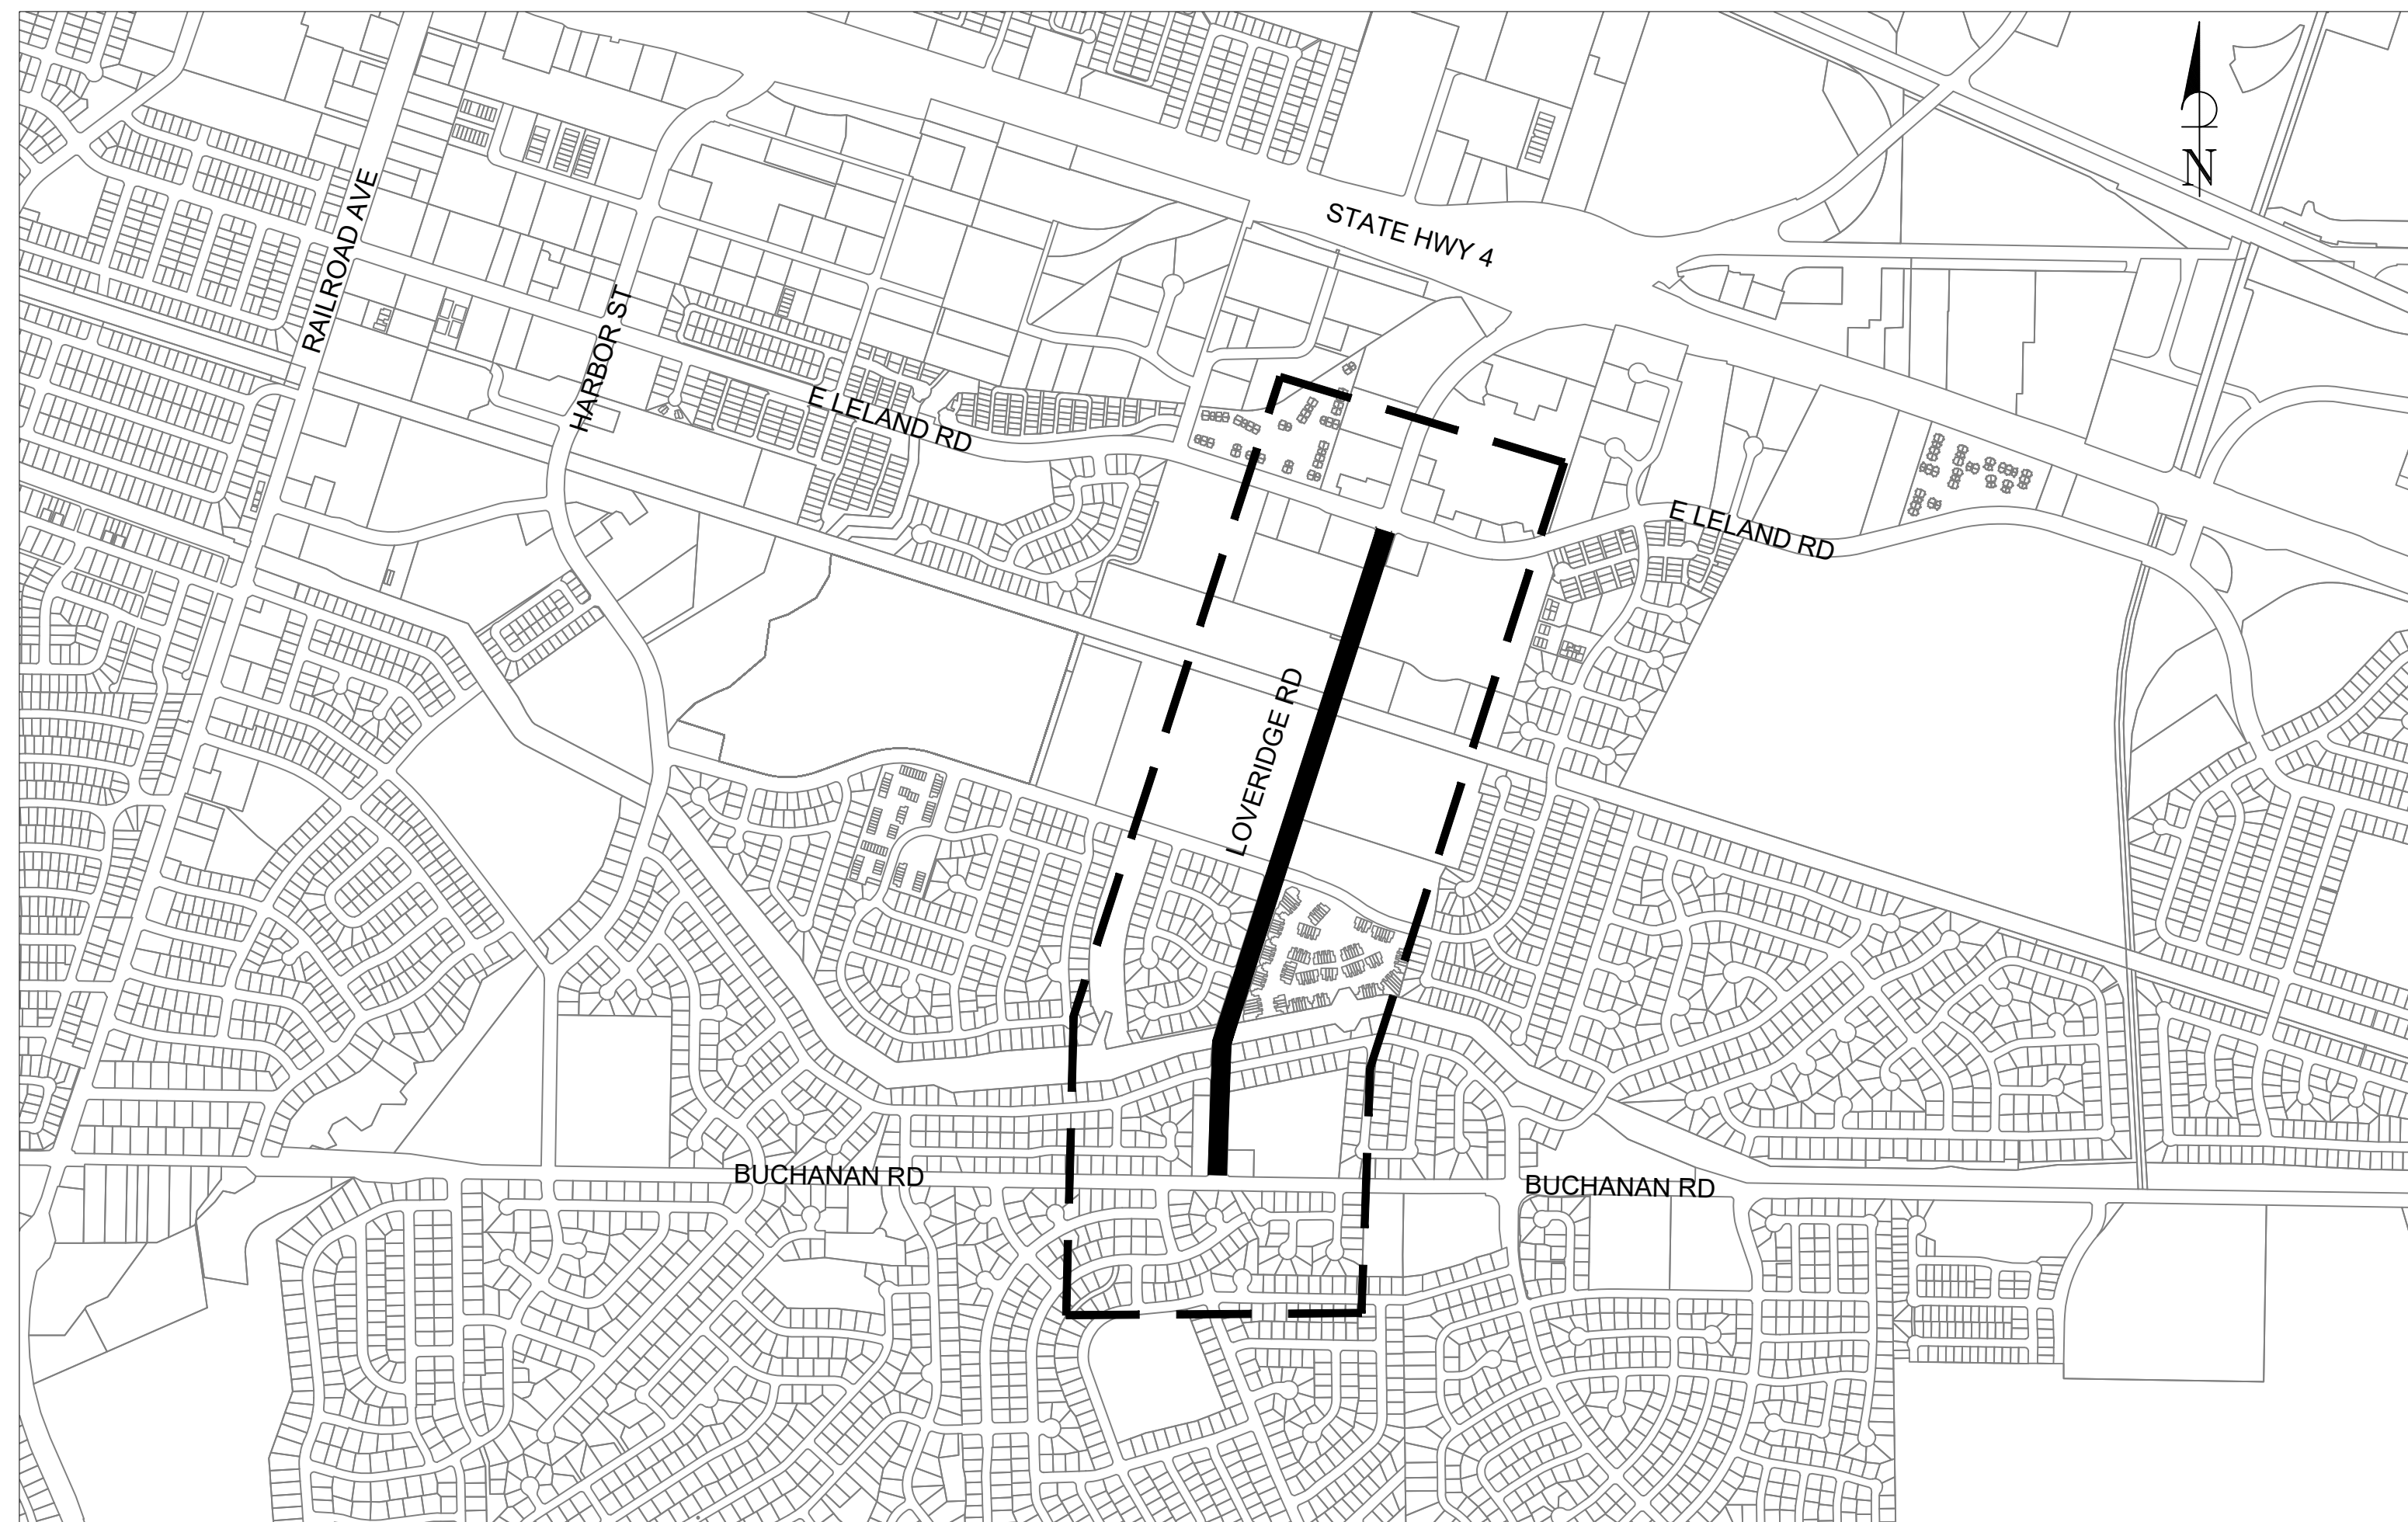 N
RAILROAD AVE
STATE HWY 4
HARBOR ST
E LELAND RD
E LELAND RD
LOVERIDGE RD
BUCHANAN RD
BUCHANAN RD